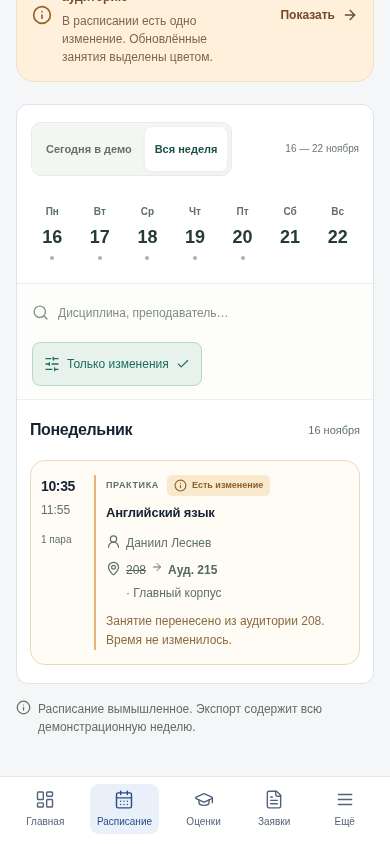 В расписании есть одно
изменение. Обновлённые
занятия выделены цветом.
Показать
Сегодня в демо
Вся неделя
16 — 22 ноября
Пн Вт Ср Чт Пт Сб Вс
16 17 18 19 20 21 22
Дисциплина, преподаватель…
Только изменения
Понедельник
16 ноября
10:35
11:55
1 пара
ПРАКТИКА
Есть изменение
Английский язык
Даниил Леснев
208 → Ауд. 215
· Главный корпус
Занятие перенесено из аудитории 208.
Время не изменилось.
Расписание вымышленное. Экспорт содержит всю
демонстрационную неделю.
Главная
Расписание
Оценки
Заявки
Ещё